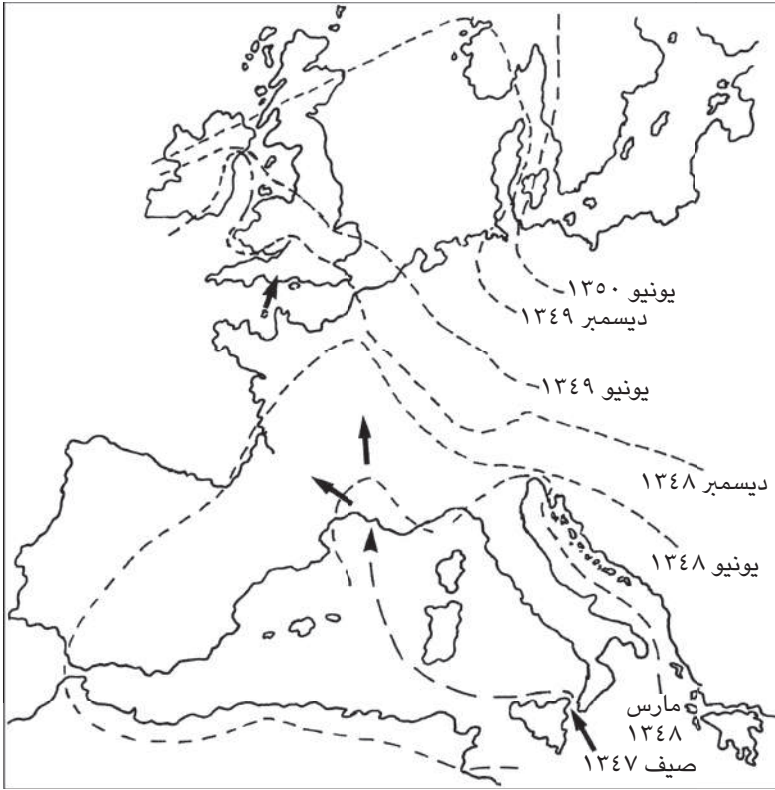 يونيو ١٣٥٠
ديسمبر ١٣٤٩
يونيو ١٣٤٩
ديسمبر ١٣٤٨
يونيو ١٣٤٨
مارس
١٣٤٨
صيف ١٣٤٧